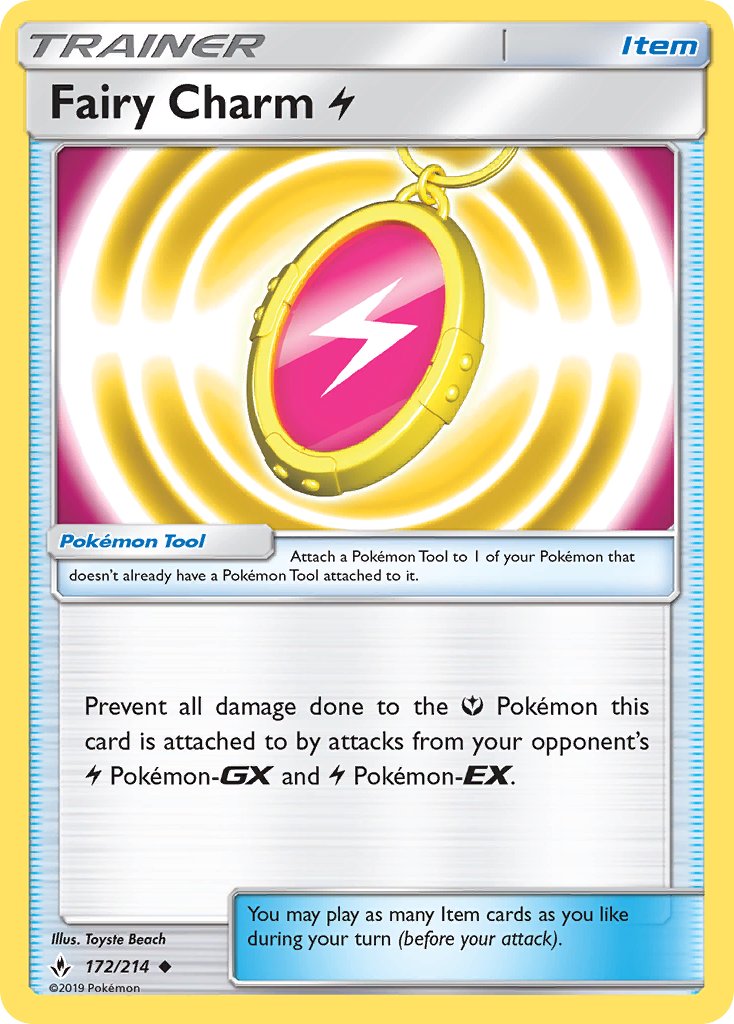 TRAINER
Item
Fairy Charm
Pokémon Tool
Attach a Pokémon Tool to 1 of your Pokémon that
doesn't already have a Pokémon Tool attached to it.
Prevent all damage done to the Pokémon this
card is attached to by attacks from your opponent's
Pokémon-GX and Pokémon-EX.
You may play as many Item cards as you like
during your turn (before your attack).
Illus. Toyste Beach
172/214
©2019 Pokémon